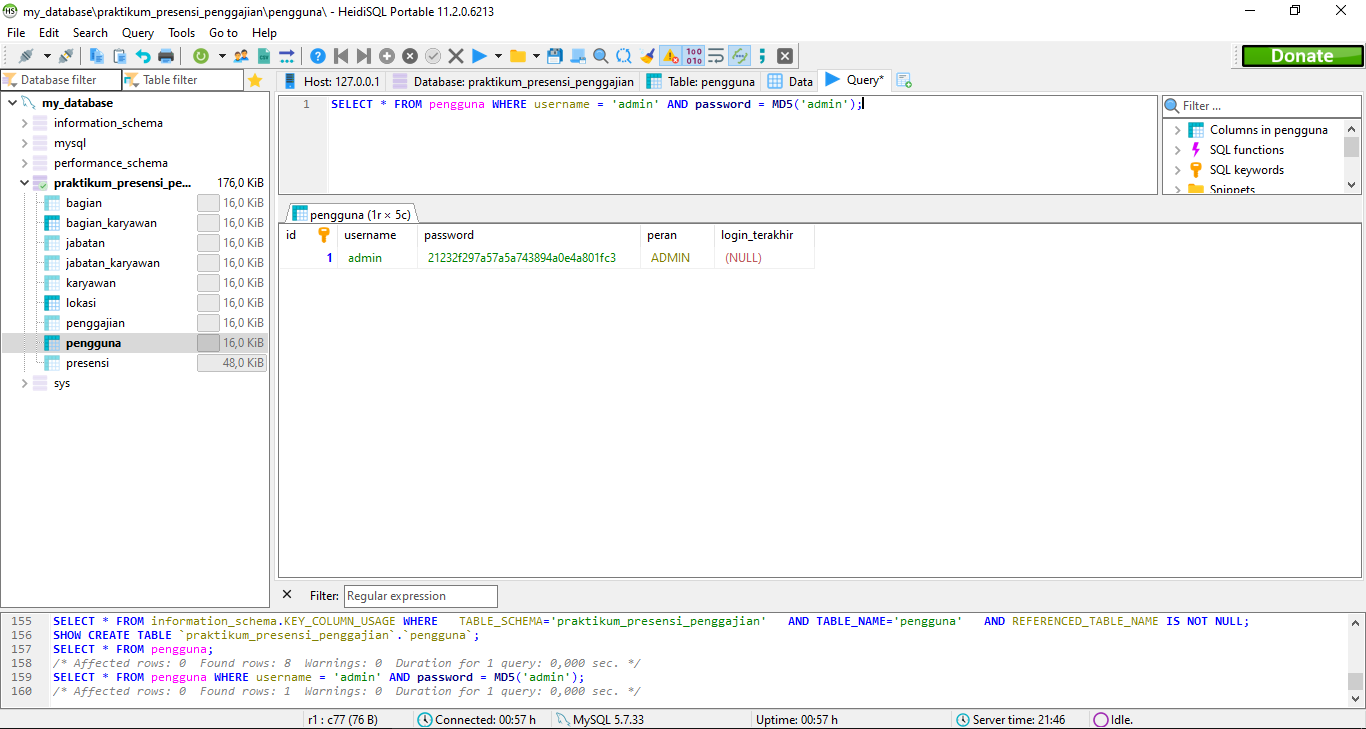 my_database\praktikum_presensi_penggajian\pengguna\ - HeidiSQL Portable 11.2.0.6213
File Edit Search Query Tools Go to Help
Donate
Database filter Table filter
Host: 127.0.0.1 Database: praktikum_presensi_penggajian Table: pengguna Data Query*
my_database
information_schema
mysql
performance_schema
praktikum_presensi_pe... 176,0 KiB
bagian 16,0 KiB
bagian_karyawan 16,0 KiB
jabatan 16,0 KiB
jabatan_karyawan 16,0 KiB
karyawan 16,0 KiB
lokasi 16,0 KiB
penggajian 16,0 KiB
pengguna 16,0 KiB
presensi 48,0 KiB
sys
1 SELECT * FROM pengguna WHERE username = 'admin' AND password = MD5('admin');
Filter ...
Columns in pengguna
SQL functions
SQL keywords
Snippets
pengguna (1r × 5c)
id username password peran login_terakhir
1 admin 21232f297a57a5a743894a0e4a801fc3 ADMIN (NULL)
Filter: Regular expression
155 SELECT * FROM information_schema.KEY_COLUMN_USAGE WHERE TABLE_SCHEMA='praktikum_presensi_penggajian' AND TABLE_NAME='pengguna' AND REFERENCED_TABLE_NAME IS NOT NULL;
156 SHOW CREATE TABLE `praktikum_presensi_penggajian`.`pengguna`;
157 SELECT * FROM pengguna;
158 /* Affected rows: 0 Found rows: 8 Warnings: 0 Duration for 1 query: 0,000 sec. */
159 SELECT * FROM pengguna WHERE username = 'admin' AND password = MD5('admin');
160 /* Affected rows: 0 Found rows: 1 Warnings: 0 Duration for 1 query: 0,000 sec. */
r1 : c77 (76 B) Connected: 00:57 h MySQL 5.7.33 Uptime: 00:57 h Server time: 21:46 Idle.